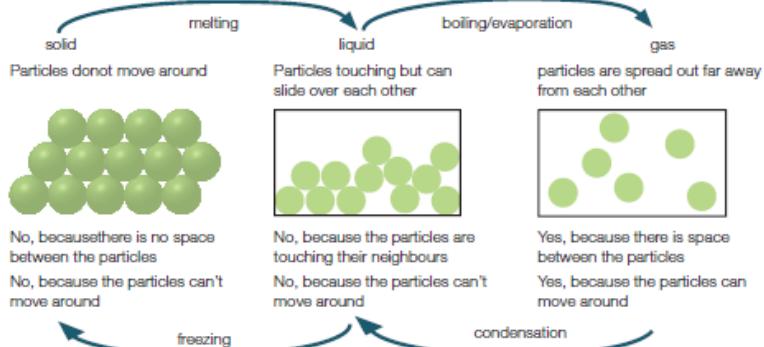 melting
boiling/evaporation
solid
liquid
gas
Particles donot move around
Particles touching but can
slide over each other
particles are spread out far away
from each other
No, becausethere is no space
between the particles
No, because the particles can't
move around
No, because the particles are
touching their neighbours
No, because the particles can't
move around
Yes, because there is space
between the particles
Yes, because the particles can
move around
freezing
condensation